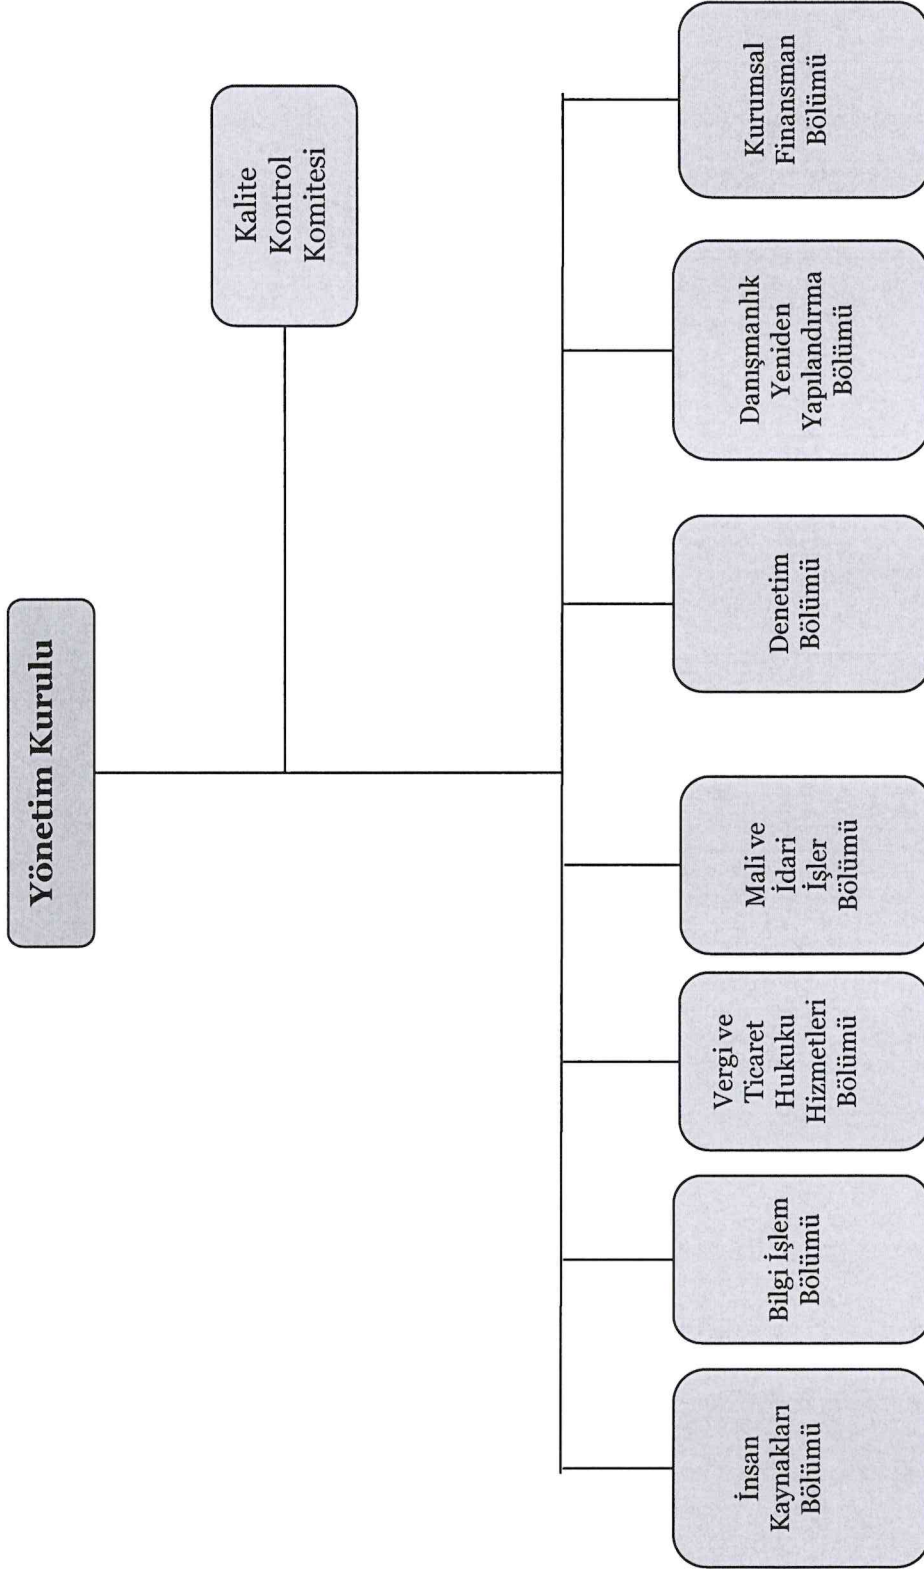 Yönetim Kurulu
Kalite
Kontrol
Komitesi
İnsan
Kaynakları
Bölümü
Bilgi İşlem
Bölümü
Vergi ve
Ticaret
Hukuku
Hizmetleri
Bölümü
Mali ve
İdari
İşler
Bölümü
Denetim
Bölümü
Danışmanlık
Yeniden
Yapılandırma
Bölümü
Kurumsal
Finansman
Bölümü